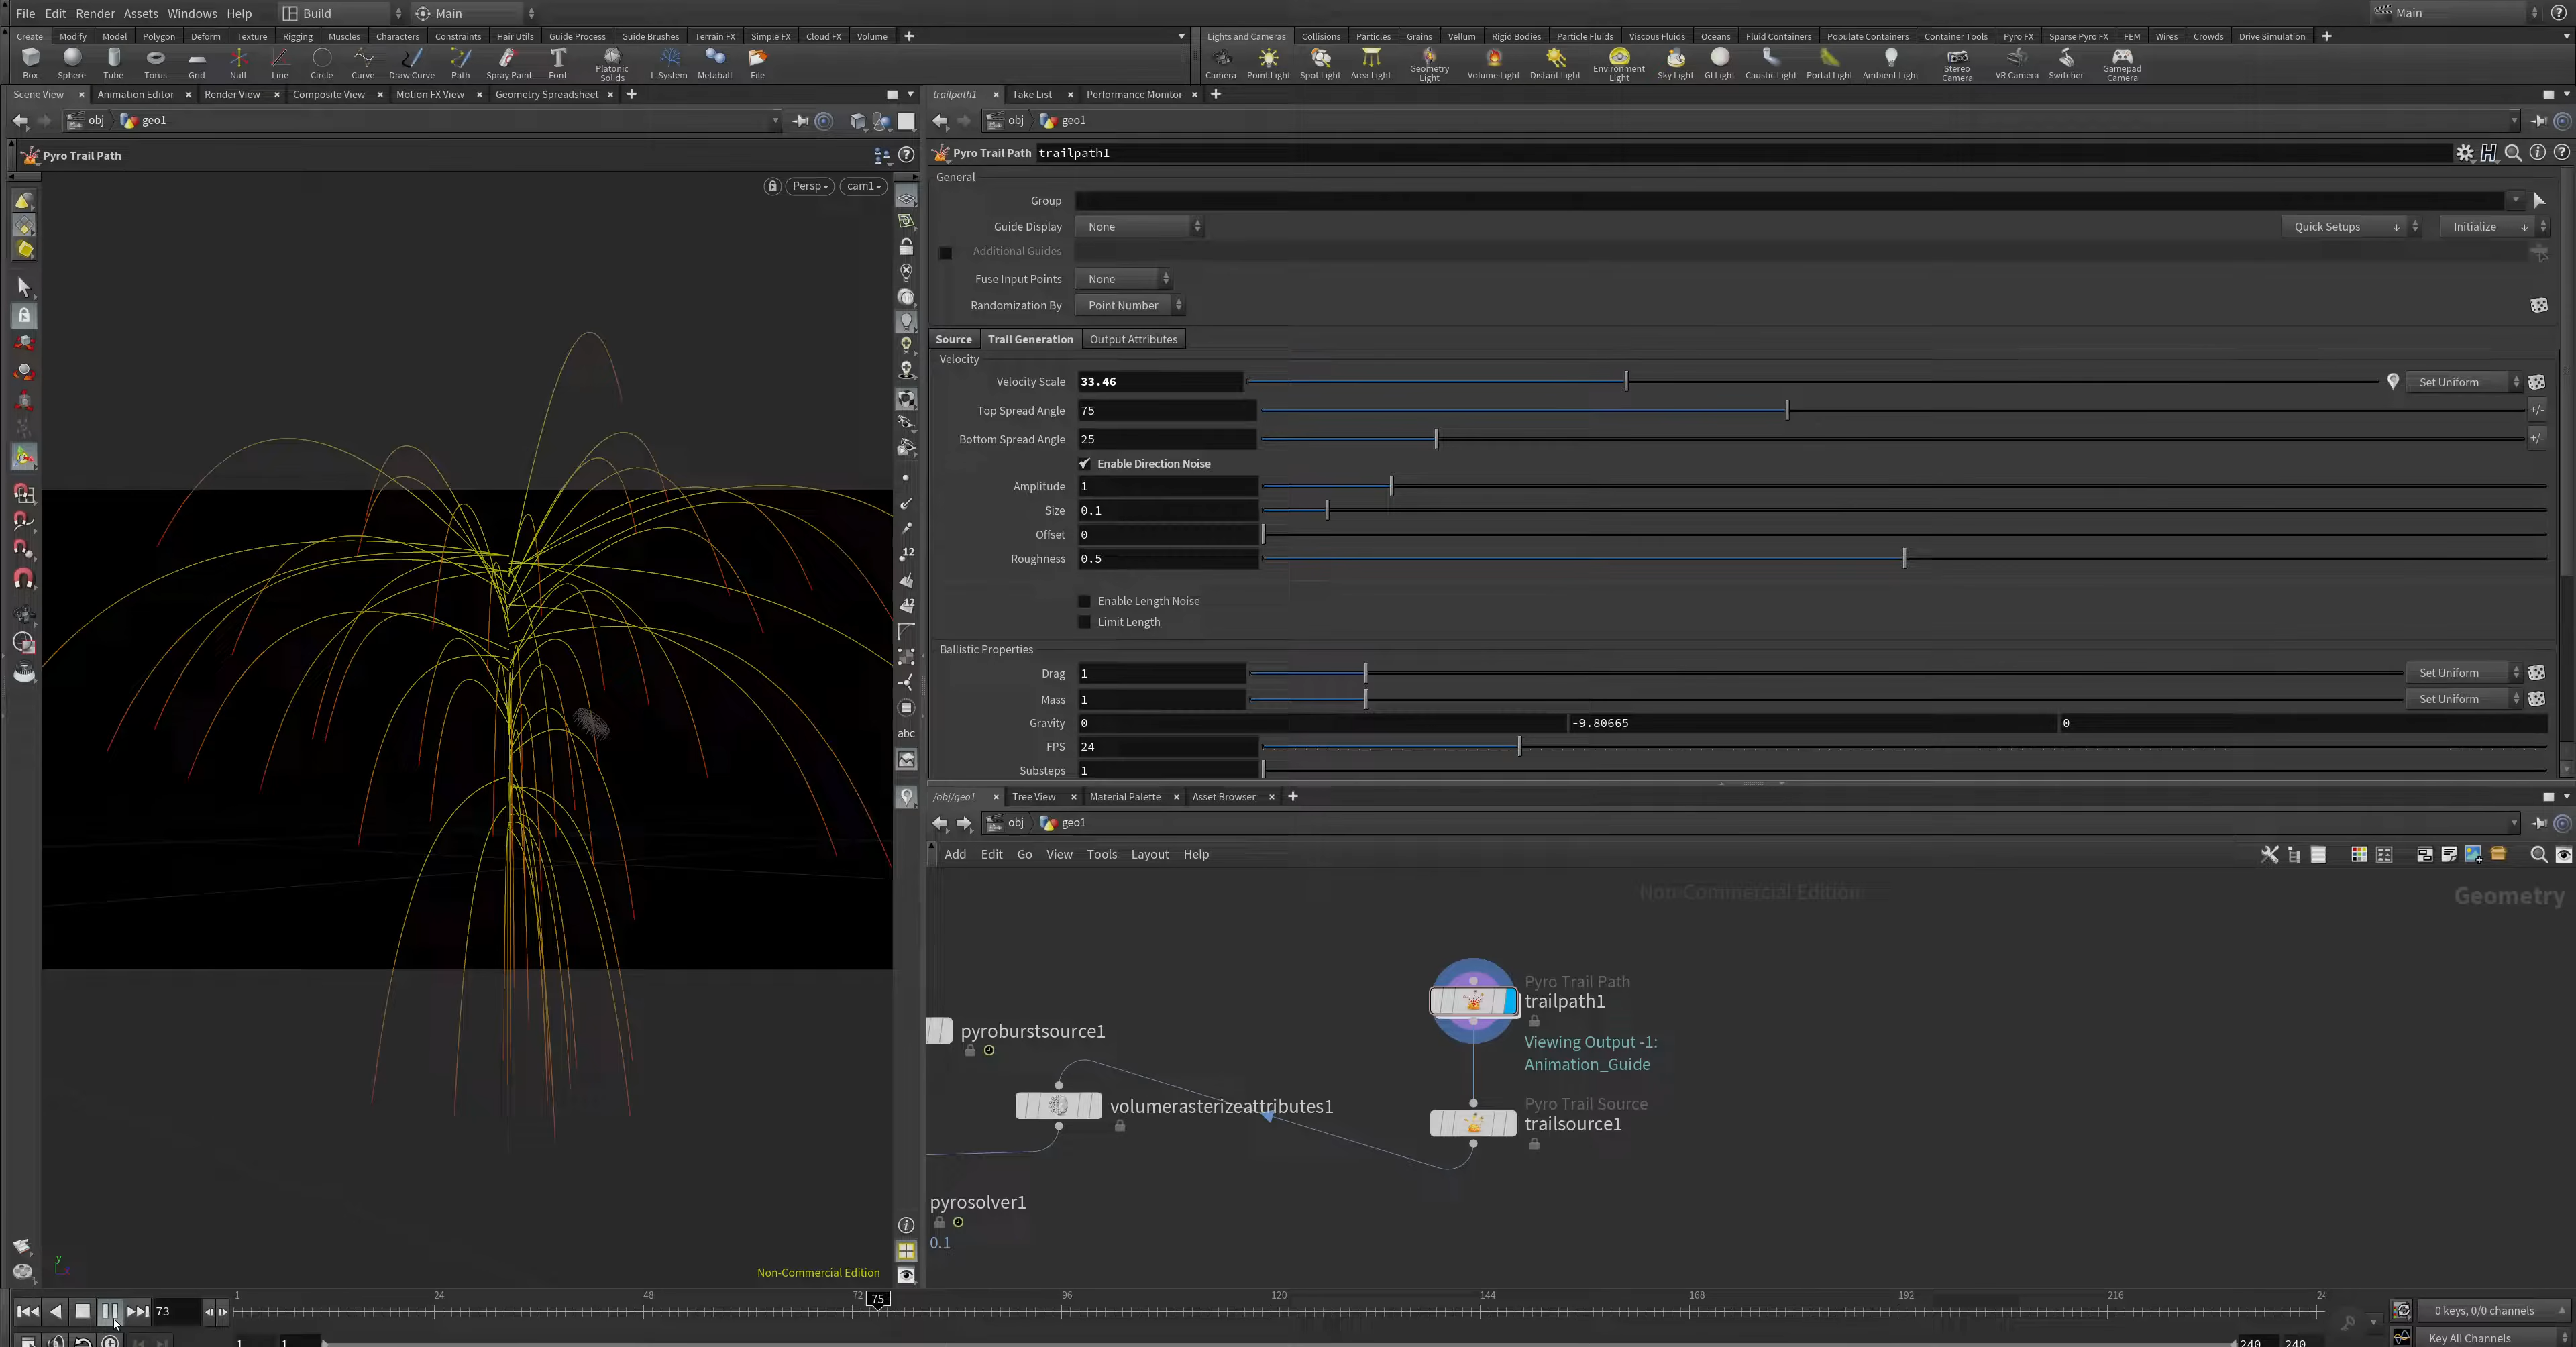 File Edit Render Assets Windows Help Build Main Main
Create Modify Model Polygon Deform Texture Rigging Muscles Characters Constraints Hair Utils Guide Process Guide Brushes Terrain FX Simple FX Cloud FX Volume
Lights and Cameras Collisions Particles Grains Vellum Rigid Bodies Particle Fluids Viscous Fluids Oceans Fluid Containers Populate Containers Container Tools Pyro FX Sparse Pyro FX FEM Wires Crowds Drive Simulation
Box Sphere Tube Torus Grid Null Line Circle Curve Draw Curve Path Spray Paint Font Platonic Solids L-System Metaball File
Camera Point Light Spot Light Area Light Geometry Light Volume Light Distant Light Environment Light Sky Light GI Light Caustic Light Portal Light Ambient Light Stereo Camera VR Camera Switcher Gamepad Camera
Scene View Animation Editor Render View Composite View Motion FX View Geometry Spreadsheet
trailpath1 Take List Performance Monitor
obj geo1
obj geo1
Pyro Trail Path
Persp cam1
12
12
abc
Non-Commercial Edition
y
x
Pyro Trail Path trailpath1
General
Group
Guide Display None Quick Setups Initialize
Additional Guides
Fuse Input Points None
Randomization By Point Number
Source Trail Generation Output Attributes
Velocity
Velocity Scale 33.46 Set Uniform
Top Spread Angle 75 +/-
Bottom Spread Angle 25 +/-
Enable Direction Noise
Amplitude 1
Size 0.1
Offset 0
Roughness 0.5
Enable Length Noise
Limit Length
Ballistic Properties
Drag 1 Set Uniform
Mass 1 Set Uniform
Gravity 0 -9.80665 0
FPS 24
Substeps 1
/obj/geo1 Tree View Material Palette Asset Browser
obj geo1
Add Edit Go View Tools Layout Help
Non-Commercial Edition
Geometry
Pyro Trail Path
trailpath1
Viewing Output -1:
Animation_Guide
pyroburstsource1
volumerasterizeattributes1
Pyro Trail Source
trailsource1
pyrosolver1
0.1
73 1 24 48 72 75 96 120 144 168 192 216
0 keys, 0/0 channels
1 1 240 240
Key All Channels